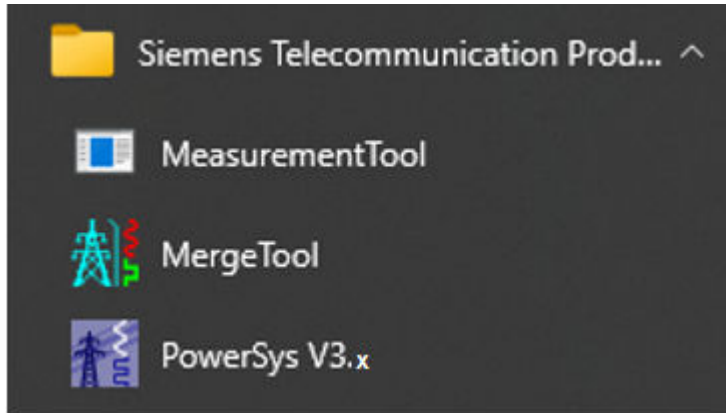 Siemens Telecommunication Prod...
MeasurementTool
MergeTool
PowerSys V3.x